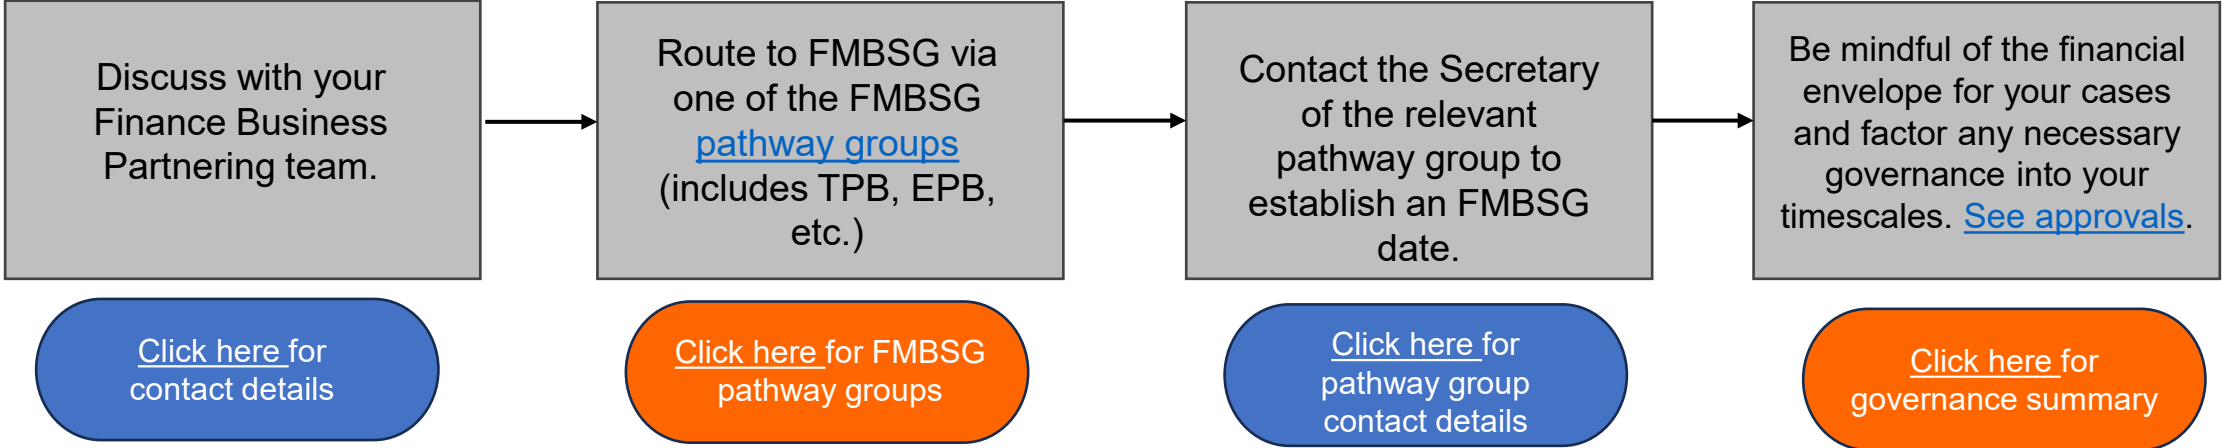 Discuss with your
Finance Business
Partnering team.
Route to FMBSG via
one of the FMBSG
pathway groups
(includes TPB, EPB,
etc.)
Contact the Secretary
of the relevant
pathway group to
establish an FMBSG
date.
Be mindful of the financial
envelope for your cases
and factor any necessary
governance into your
timescales. See approvals.
Click here for
contact details
Click here for FMBSG
pathway groups
Click here for
pathway group
contact details
Click here for
governance summary